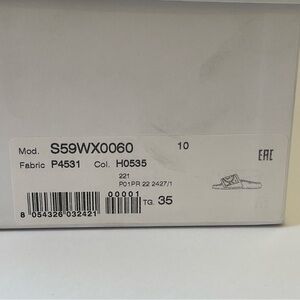 Mod. S59WX0060 10
Fabric P4531 Col. H0535
EAC
221
P01PR 22 2427/1
00001
TG. 35
8 054326 032421